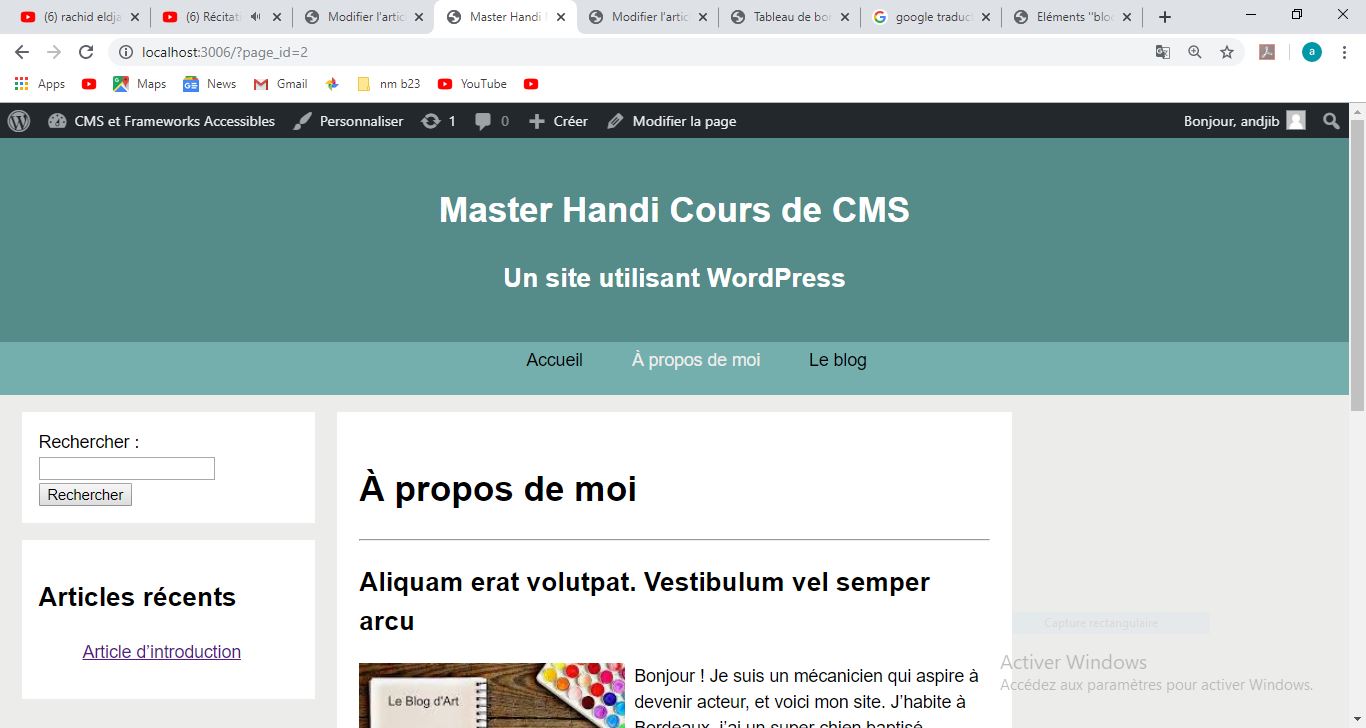 (6) rachid eldja
(6) Récitati
Modifier l'artic
Master Handi
Modifier l'artic
Tableau de bor
google traduct
Eléments "bloc
localhost:3006/?page_id=2
a
Apps
Maps
News
Gmail
nm b23
YouTube
CMS et Frameworks Accessibles
Personnaliser
1
0
Créer
Modifier la page
Bonjour, andjib
Master Handi Cours de CMS
Un site utilisant WordPress
Accueil
À propos de moi
Le blog
Rechercher :
Rechercher
Articles récents
Article d'introduction
À propos de moi
Aliquam erat volutpat. Vestibulum vel semper
arcu
Le Blog d'Art
Bonjour ! Je suis un mécanicien qui aspire à
devenir acteur, et voici mon site. J'habite à
Bordeaux, j'ai un super chien baptisé
Capture rectangulaire
Activer Windows
Accédez aux paramètres pour activer Windows.